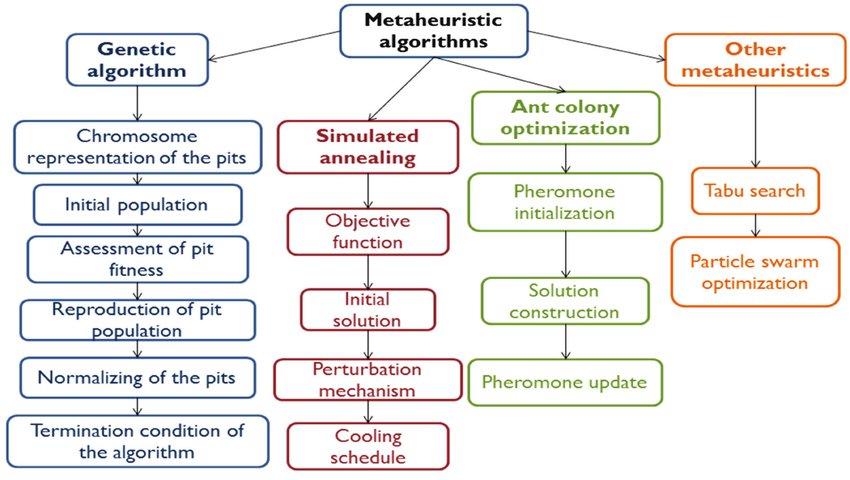 Metaheuristic
algorithms
Genetic
algorithm
Chromosome
representation of the pits
Initial population
Assessment of pit
fitness
Reproduction of pit
population
Normalizing of the pits
Termination condition of
the algorithm
Simulated
annealing
Objective
function
Initial
solution
Perturbation
mechanism
Cooling
schedule
Ant colony
optimization
Pheromone
initialization
Solution
construction
Pheromone update
Other
metaheuristics
Tabu search
Particle swarm
optimization